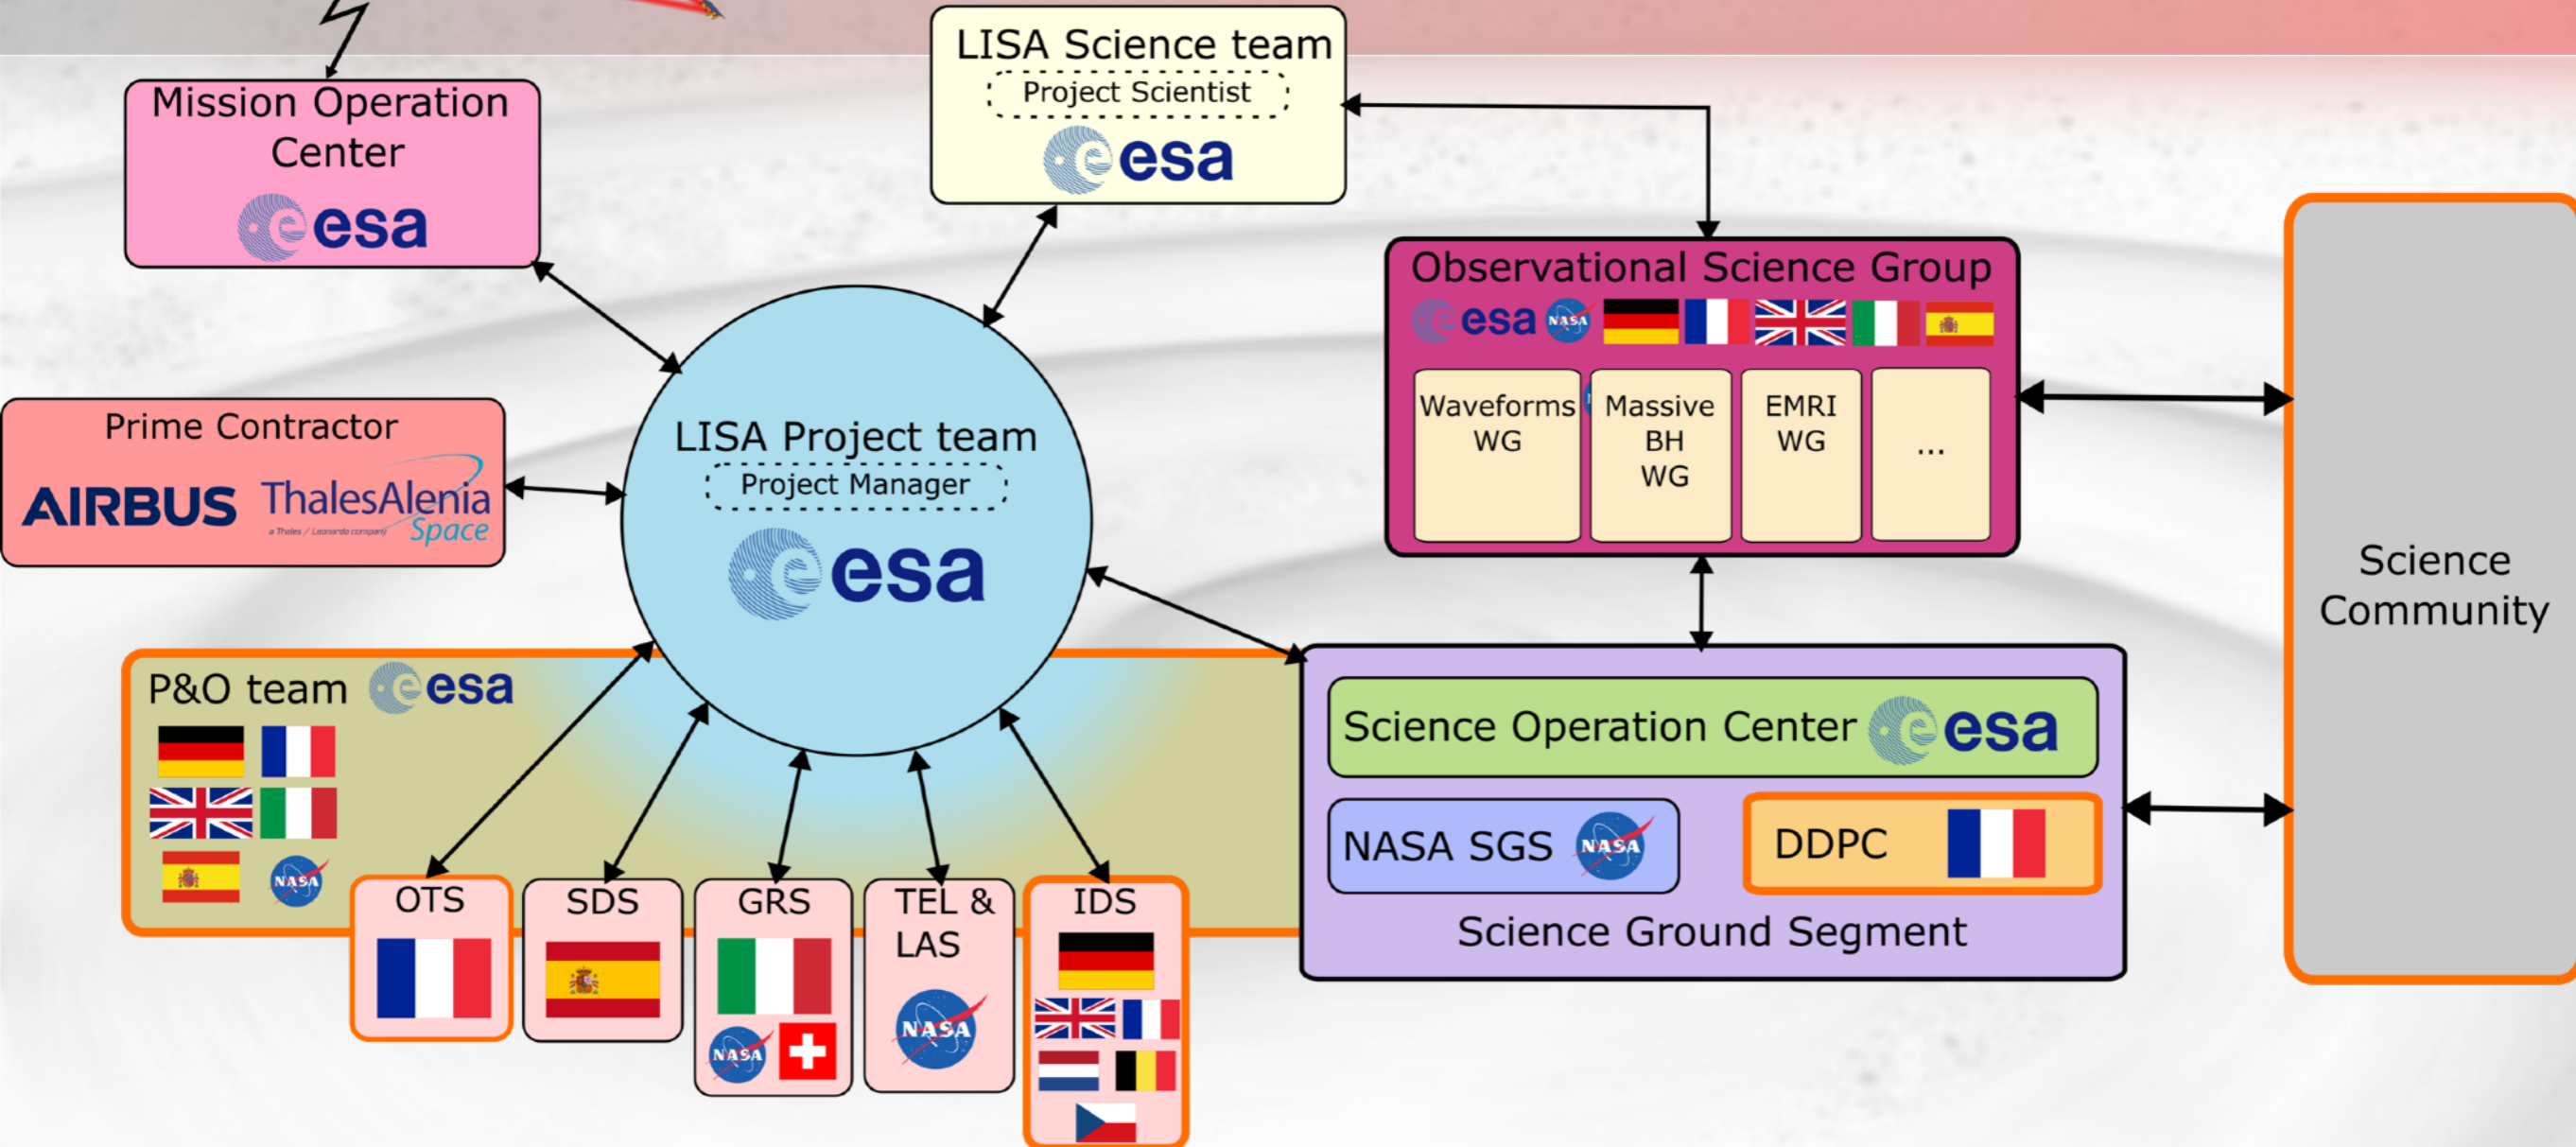 LISA Science team
Project Scientist
esa
Mission Operation
Center
esa
Observational Science Group
esa NASA
Waveforms
WG
Massive
BH
WG
EMRI
WG
...
Prime Contractor
AIRBUS
ThalesAlenia
a Thales / Leonardo company
Space
LISA Project team
Project Manager
esa
Science
Community
P&O team
esa
NASA
Science Operation Center
esa
NASA SGS
NASA
DDPC
Science Ground Segment
OTS
SDS
GRS
NASA
TEL &
LAS
NASA
IDS